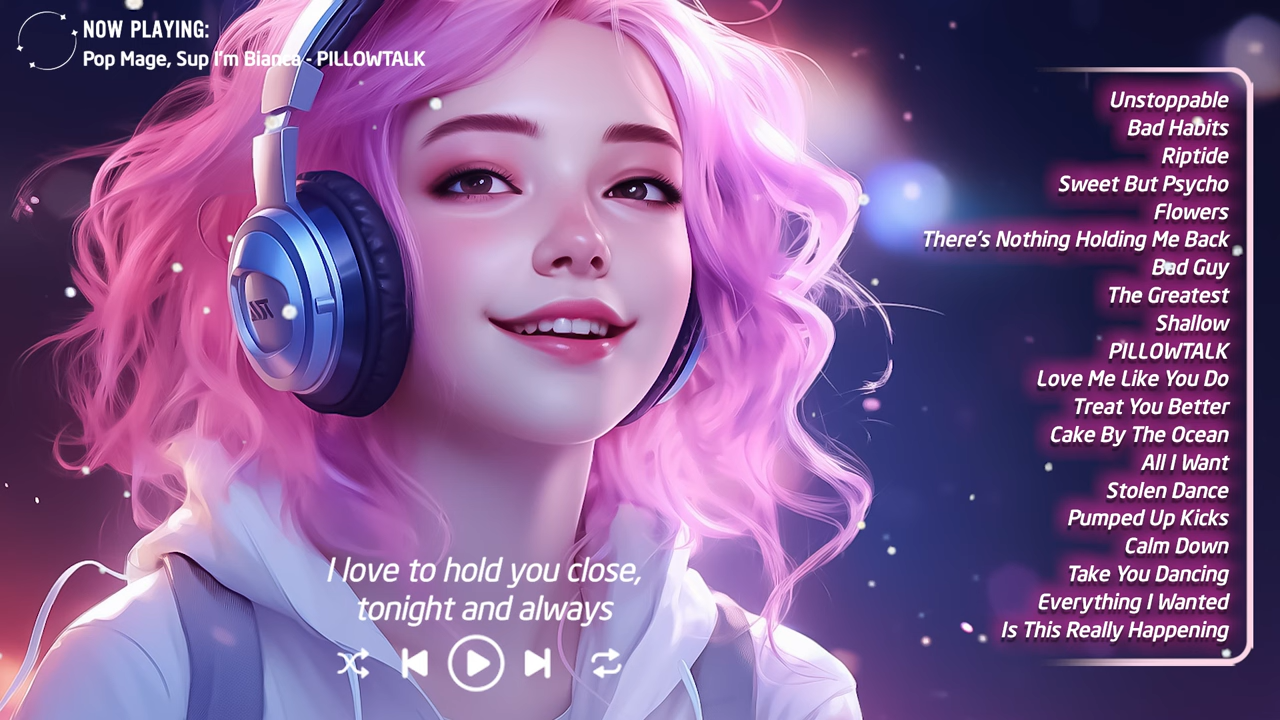 NOW PLAYING:
Pop Mage, Sup I'm Bianca - PILLOWTALK
Unstoppable
Bad Habits
Riptide
Sweet But Psycho
Flowers
There's Nothing Holding Me Back
Bad Guy
The Greatest
Shallow
PILLOWTALK
Love Me Like You Do
Treat You Better
Cake By The Ocean
All I Want
Stolen Dance
Pumped Up Kicks
Calm Down
Take You Dancing
Everything I Wanted
Is This Really Happening
I love to hold you close,
tonight and always